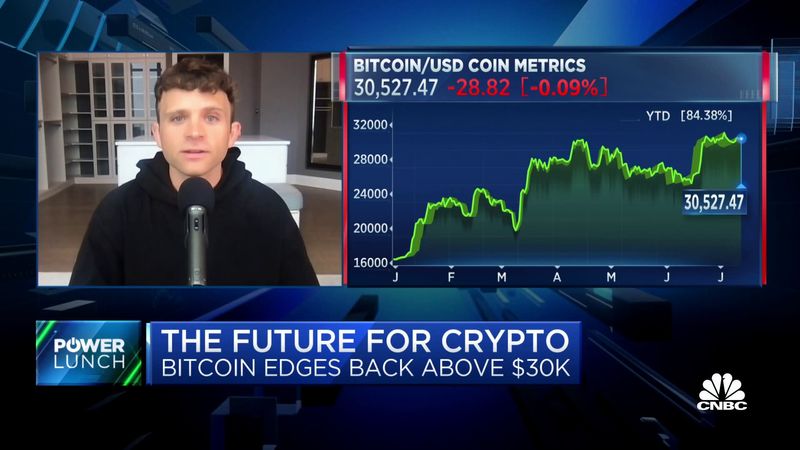 BITCOIN/USD COIN METRICS
30,527.47 -28.82 [-0.09%]
YTD [84.38%]
32000
28000
24000
20000
16000
30,527.47
J F M A M J J
POWER
LUNCH
THE FUTURE FOR CRYPTO
BITCOIN EDGES BACK ABOVE $30K
CNBC